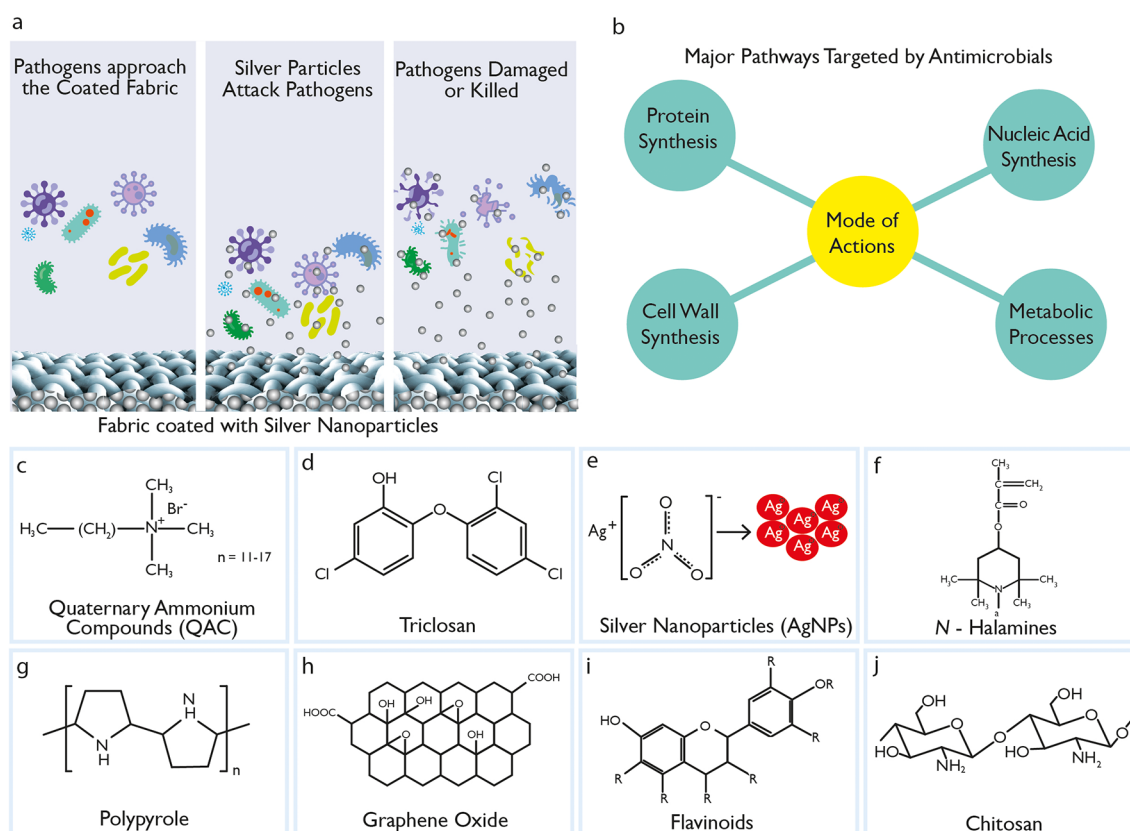 a
Pathogens approach
the Coated Fabric
Silver Particles
Attack Pathogens
Pathogens Damaged
or Killed
Fabric coated with Silver Nanoparticles
b
Major Pathways Targeted by Antimicrobials
Protein
Synthesis
Nucleic Acid
Synthesis
Mode of
Actions
Cell Wall
Synthesis
Metabolic
Processes
c
CH₃
Br⁻
H₃C (CH₂) N⁺ CH₃
CH₃
n = 11-17
Quaternary Ammonium
Compounds (QAC)
d
OH
Cl
O
Cl
Cl
Triclosan
e
O
Ag⁺ N -
O O
Ag Ag
Ag
Ag Ag
Ag
Silver Nanoparticles (AgNPs)
f
CH₃
C CH₂
C O
O
H₃C CH₃
N
CH₃ CH₃
a
N - Halamines
g
N
H
N
H
n
Polypyrole
h
COOH
HOOC
OH
OH
O
O
OH
Graphene Oxide
i
R
OR
HO
O
R
R
R
R
R
Flavinoids
j
OH
O
HO
NH₂
O
OH
O
HO
NH₂
O
Chitosan